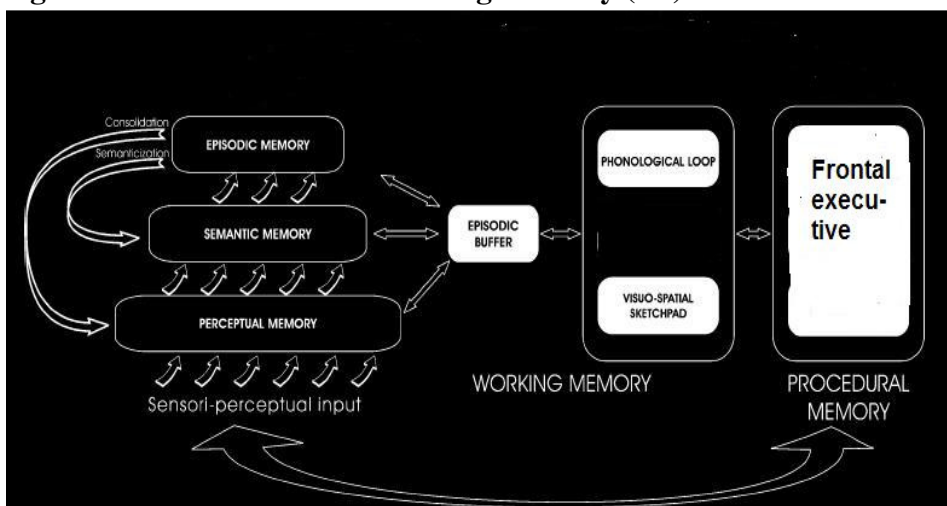 Consolidation
EPISODIC MEMORY
Semanticization
SEMANTIC MEMORY
PERCEPTUAL MEMORY
Sensori-perceptual input
EPISODIC
BUFFER
PHONOLOGICAL LOOP
VISUO-SPATIAL
SKETCHPAD
WORKING MEMORY
Frontal
execu-
tive
PROCEDURAL
MEMORY